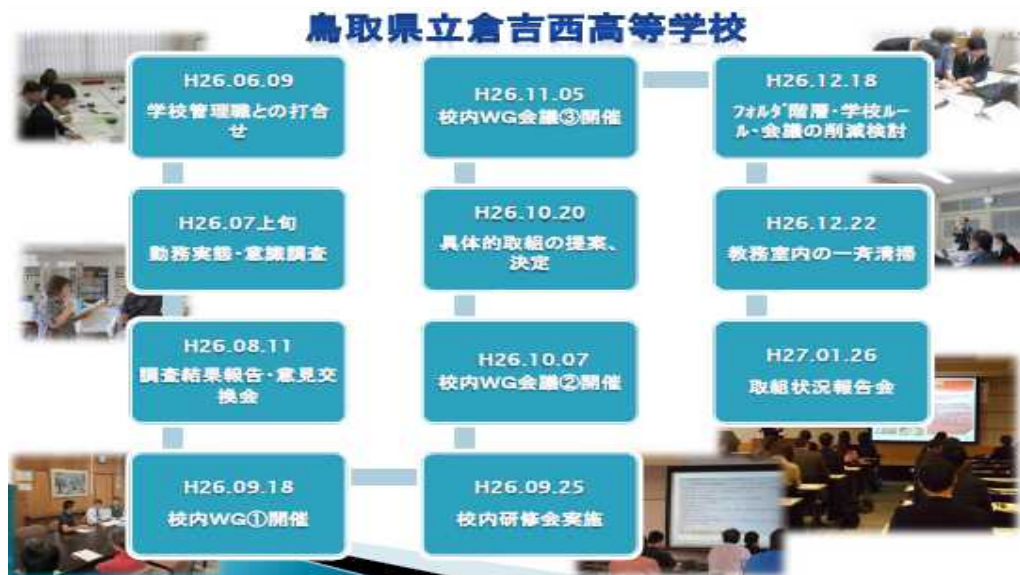 鳥取県立倉吉西高等学校
H26.06.09
学校管理職との打合
せ
H26.07上旬
勤務実態・意識調査
H26.08.11
調査結果報告・意見交
換会
H26.09.18
校内WG①開催
H26.09.25
校内研修会実施
H26.10.07
校内WG会議②開催
H26.10.20
具体的取組の提案、
決定
H26.11.05
校内WG会議③開催
H26.12.18
フォルダ階層・学校ルー
ル・会議の削減検討
H26.12.22
教務室内の一斉清掃
H27.01.26
取組状況報告会